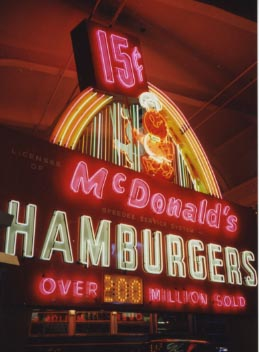 15¢
LICENSEE
OF
McDonald's
SPEEDEE SERVICE SYSTEM
HAMBURGERS
OVER 200 MILLION SOLD